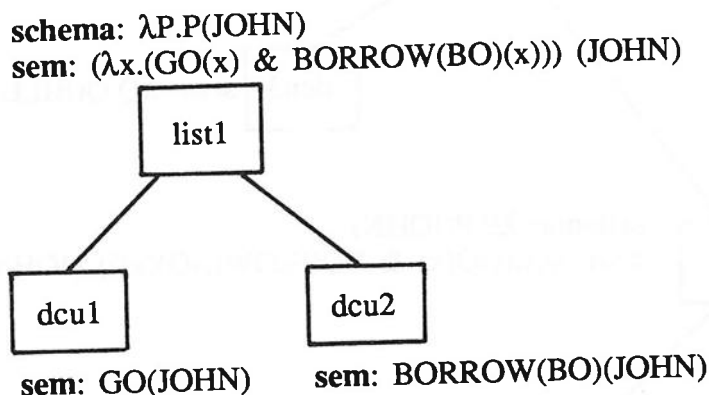 schema: λP.P(JOHN)
sem: (λx.(GO(x) & BORROW(BO)(x))) (JOHN)
list1
dcu1
dcu2
sem: GO(JOHN)
sem: BORROW(BO)(JOHN)